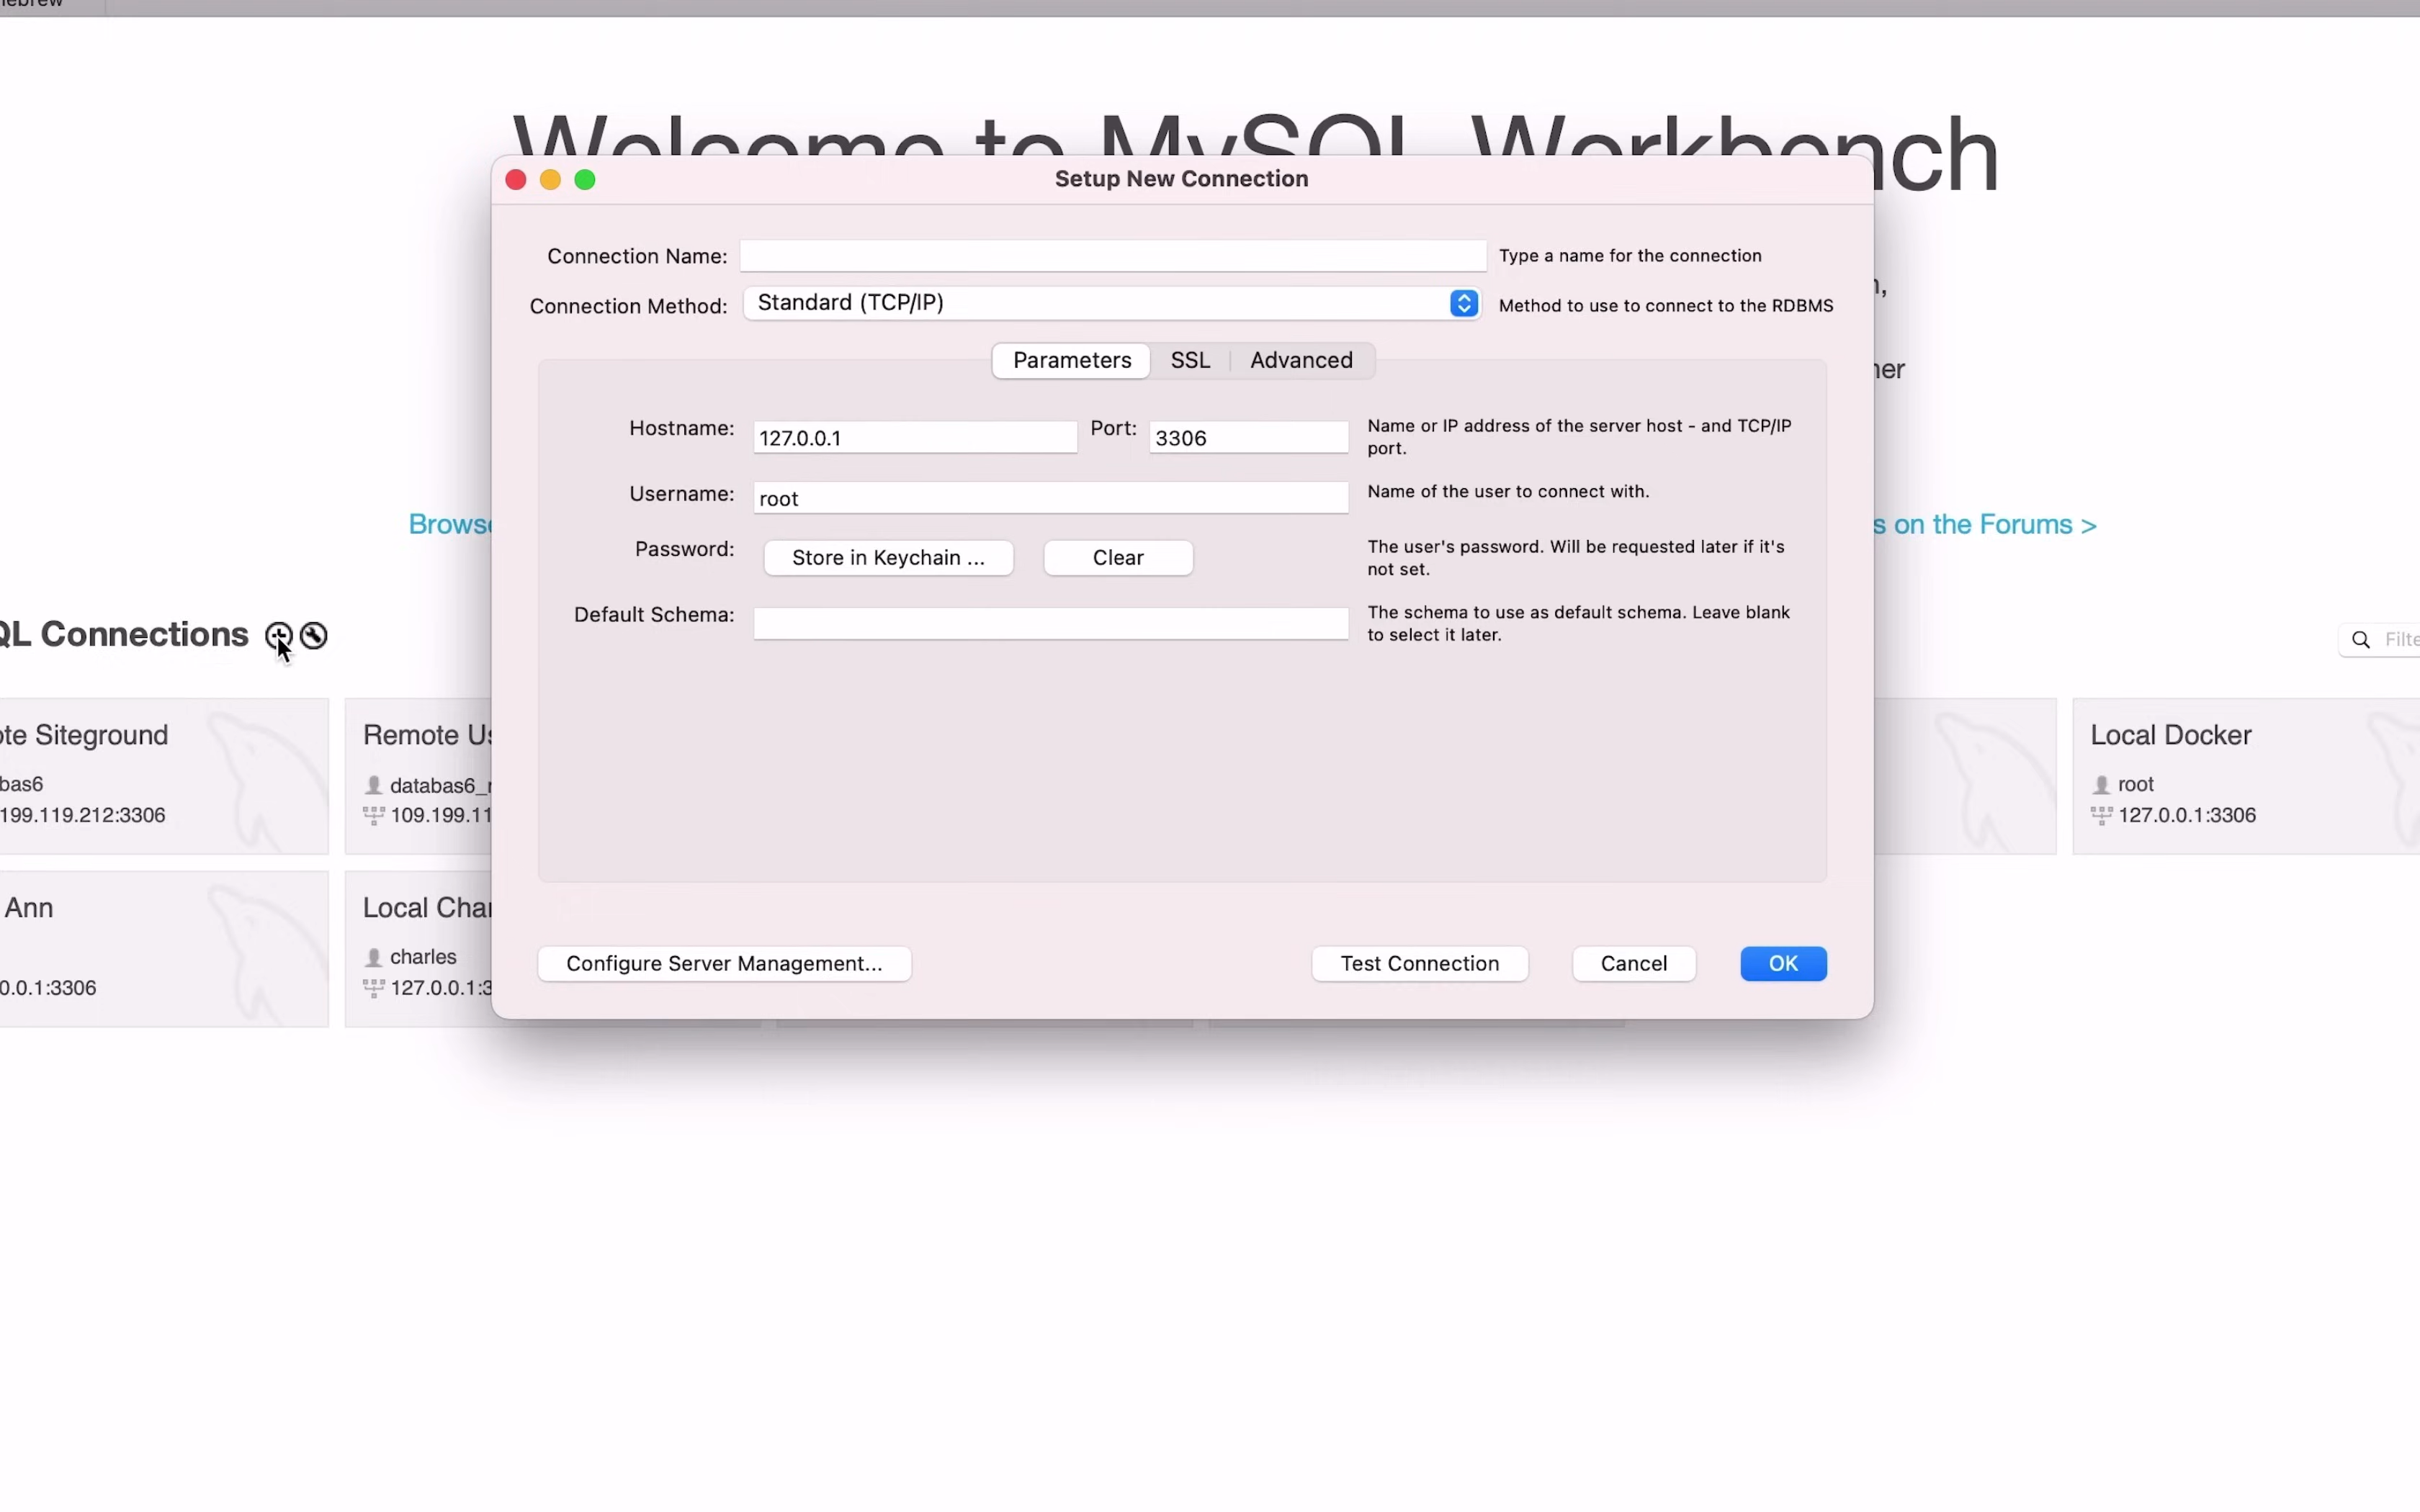 Welcome to MySQL Workbench
Setup New Connection
Connection Name:
Type a name for the connection
Connection Method: Standard (TCP/IP)
Method to use to connect to the RDBMS
Parameters SSL Advanced
Hostname: 127.0.0.1 Port: 3306
Name or IP address of the server host - and TCP/IP
port.
Username: root
Name of the user to connect with.
Password: Store in Keychain ... Clear
The user's password. Will be requested later if it's
not set.
Default Schema:
The schema to use as default schema. Leave blank
to select it later.
Configure Server Management...
Test Connection Cancel OK
s on the Forums >
QL Connections
te Siteground
bas6
199.119.212:3306
Remote
109.199.11
Local Docker
root
127.0.0.1:3306
Ann
0.0.1:3306
Local
charles
127.0.0.1:3